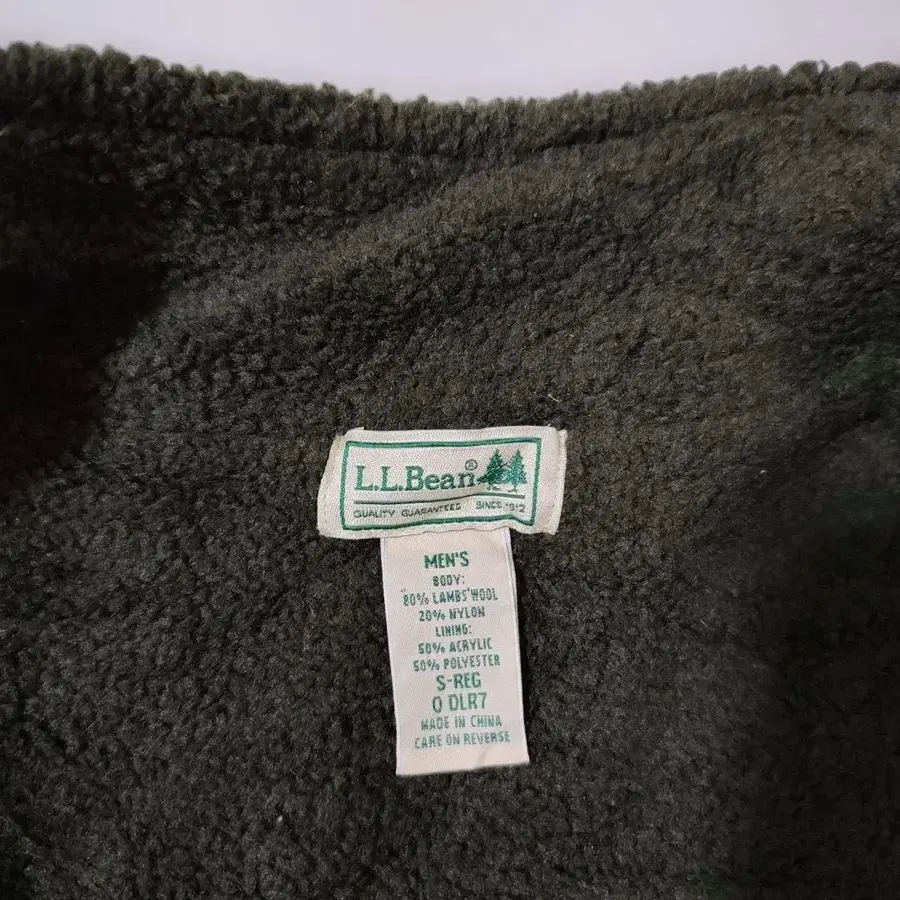 L.L.Bean®
QUALITY GUARANTEED SINCE 1912
MEN'S
BODY:
80% LAMBS'WOOL
20% NYLON
LINING:
50% ACRYLIC
50% POLYESTER
S-REG
0 DLR7
MADE IN CHINA
CARE ON REVERSE